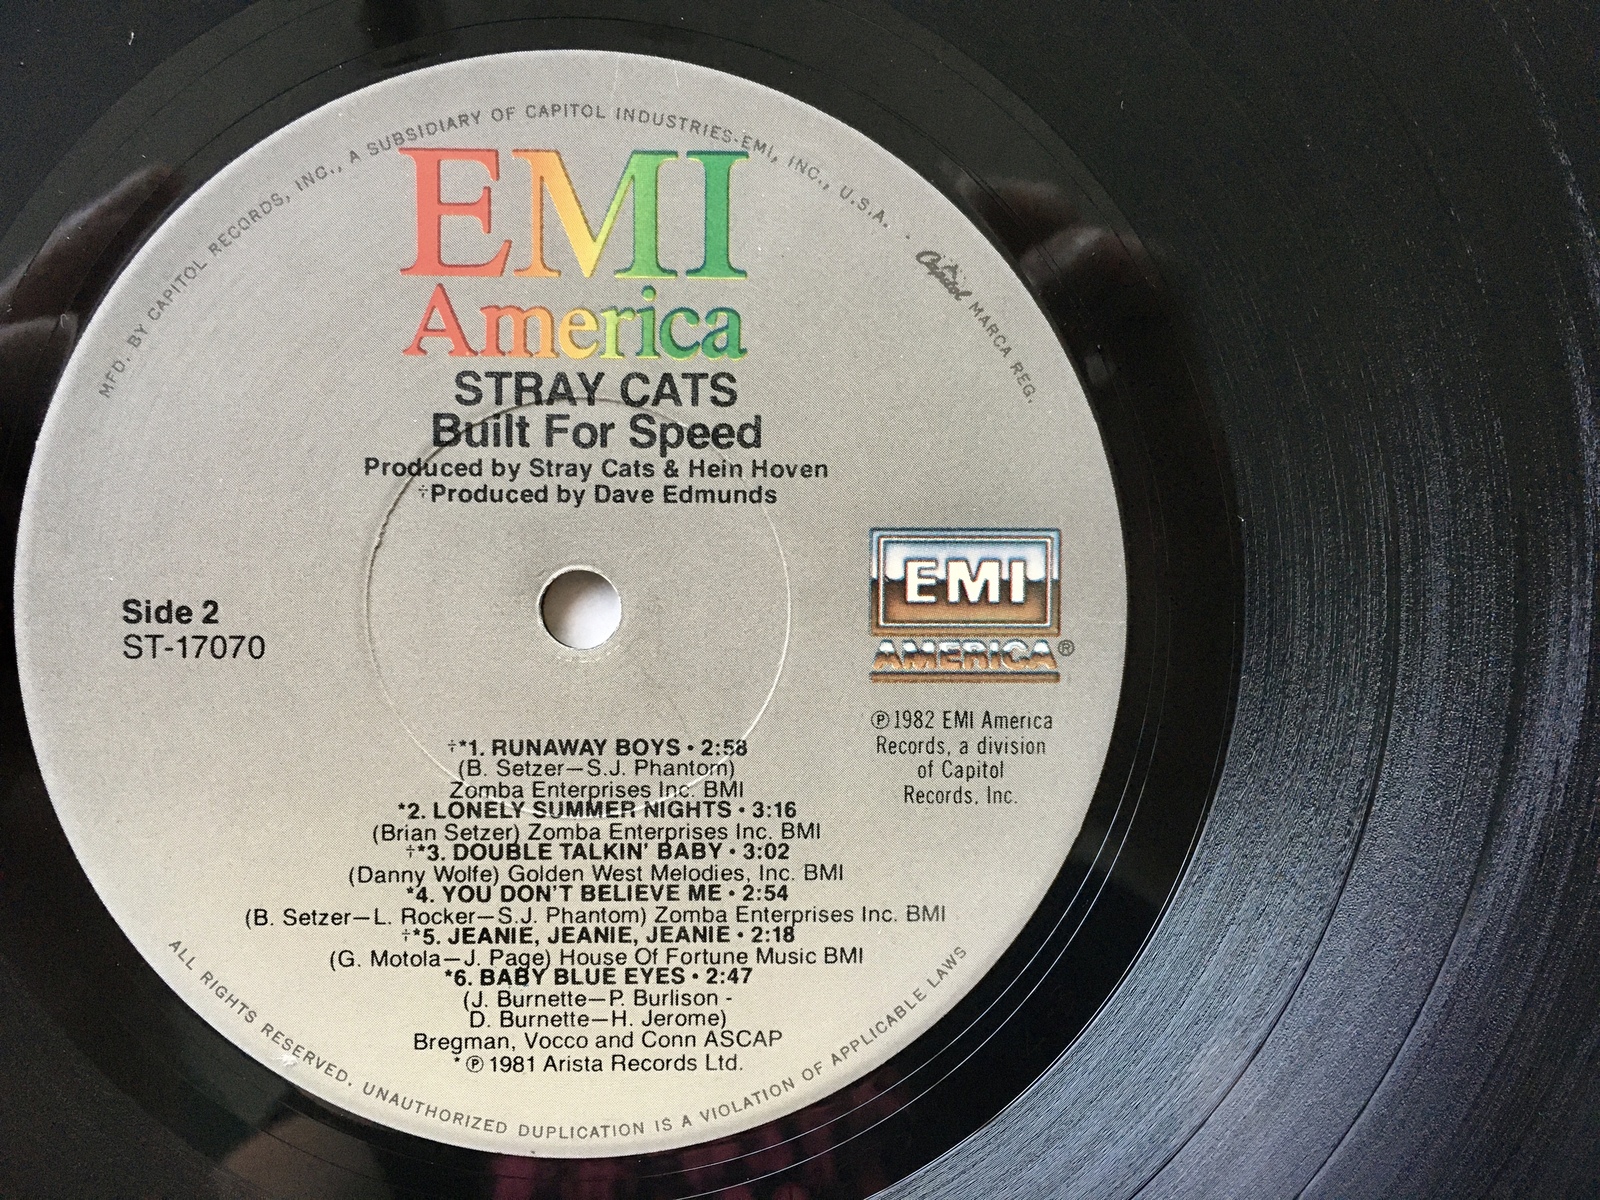 MFD. BY CAPITOL RECORDS, INC., A SUBSIDIARY OF CAPITOL INDUSTRIES-EMI, INC., U.S.A. · Capitol MARCA REG.
EMI
America
STRAY CATS
Built For Speed
Produced by Stray Cats & Hein Hoven
†Produced by Dave Edmunds
Side 2
ST-17070
EMI
AMERICA®
℗1982 EMI America
Records, a division
of Capitol
Records, Inc.
†*1. RUNAWAY BOYS • 2:58
(B. Setzer—S.J. Phantom)
Zomba Enterprises Inc. BMI
*2. LONELY SUMMER NIGHTS • 3:16
(Brian Setzer) Zomba Enterprises Inc. BMI
†*3. DOUBLE TALKIN' BABY • 3:02
(Danny Wolfe) Golden West Melodies, Inc. BMI
*4. YOU DON'T BELIEVE ME • 2:54
(B. Setzer—L. Rocker—S.J. Phantom) Zomba Enterprises Inc. BMI
†*5. JEANIE, JEANIE, JEANIE • 2:18
(G. Motola—J. Page) House Of Fortune Music BMI
*6. BABY BLUE EYES • 2:47
(J. Burnette—P. Burlison -
D. Burnette—H. Jerome)
Bregman, Vocco and Conn ASCAP
* ℗ 1981 Arista Records Ltd.
ALL RIGHTS RESERVED. UNAUTHORIZED DUPLICATION IS A VIOLATION OF APPLICABLE LAWS